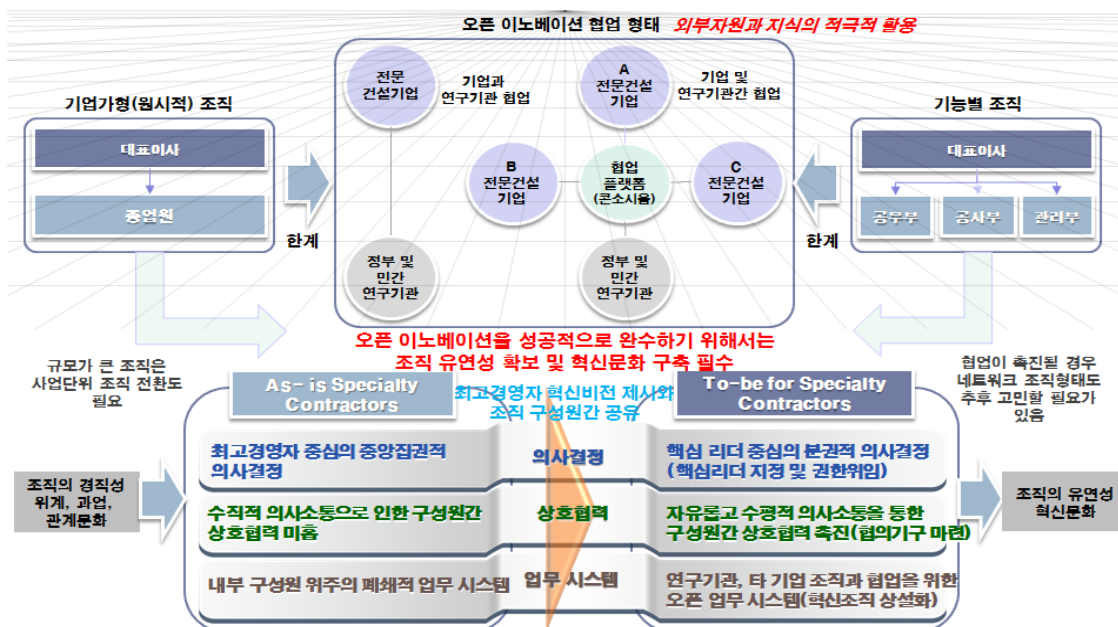 오픈 이노베이션 협업 형태 외부자원과 지식의 적극적 활용
기업가형(원시적) 조직
대표이사
종업원
한계
전문
건설기업
기업과
연구기관 협업
정부 및
민간
연구기관
A
전문건설
기업
기업 및
연구기관간 협업
B
전문건설
기업
협업
플랫폼
(콘소시움)
C
전문건설
기업
정부 및
민간
연구기관
기능별 조직
대표이사
공무부
공사부
관리부
한계
오픈 이노베이션을 성공적으로 완수하기 위해서는
조직 유연성 확보 및 혁신문화 구축 필수
규모가 큰 조직은
사업단위 조직 전환도
필요
협업이 촉진될 경우
네트워크 조직형태도
추후 고민할 필요가
있음
As- is Specialty
Contractors
최고경영자 혁신비전 제시와
조직 구성원간 공유
To-be for Specialty
Contractors
조직의 경직성
위계, 과업,
관계문화
최고경영자 중심의 중앙집권적
의사결정
의사결정
핵심 리더 중심의 분권적 의사결정
(핵심리더 지정 및 권한위임)
수직적 의사소통으로 인한 구성원간
상호협력 미흡
상호협력
자유롭고 수평적 의사소통을 통한
구성원간 상호협력 촉진(협의기구 마련)
내부 구성원 위주의 폐쇄적 업무 시스템
업무 시스템
연구기관, 타 기업 조직과 협업을 위한
오픈 업무 시스템(혁신조직 상설화)
조직의 유연성
혁신문화